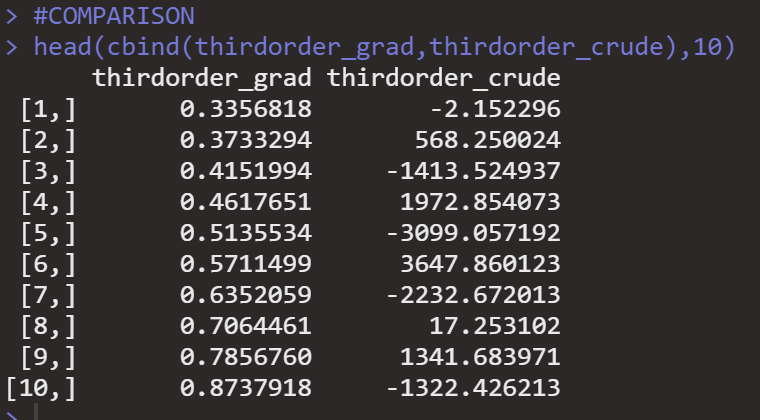 > #COMPARISON
> head(cbind(thirdorder_grad,thirdorder_crude),10)
      thirdorder_grad thirdorder_crude
 [1,]       0.3356818        -2.152296
 [2,]       0.3733294       568.250024
 [3,]       0.4151994     -1413.524937
 [4,]       0.4617651      1972.854073
 [5,]       0.5135534     -3099.057192
 [6,]       0.5711499      3647.860123
 [7,]       0.6352059     -2232.672013
 [8,]       0.7064461        17.253102
 [9,]       0.7856760      1341.683971
[10,]       0.8737918     -1322.426213
>